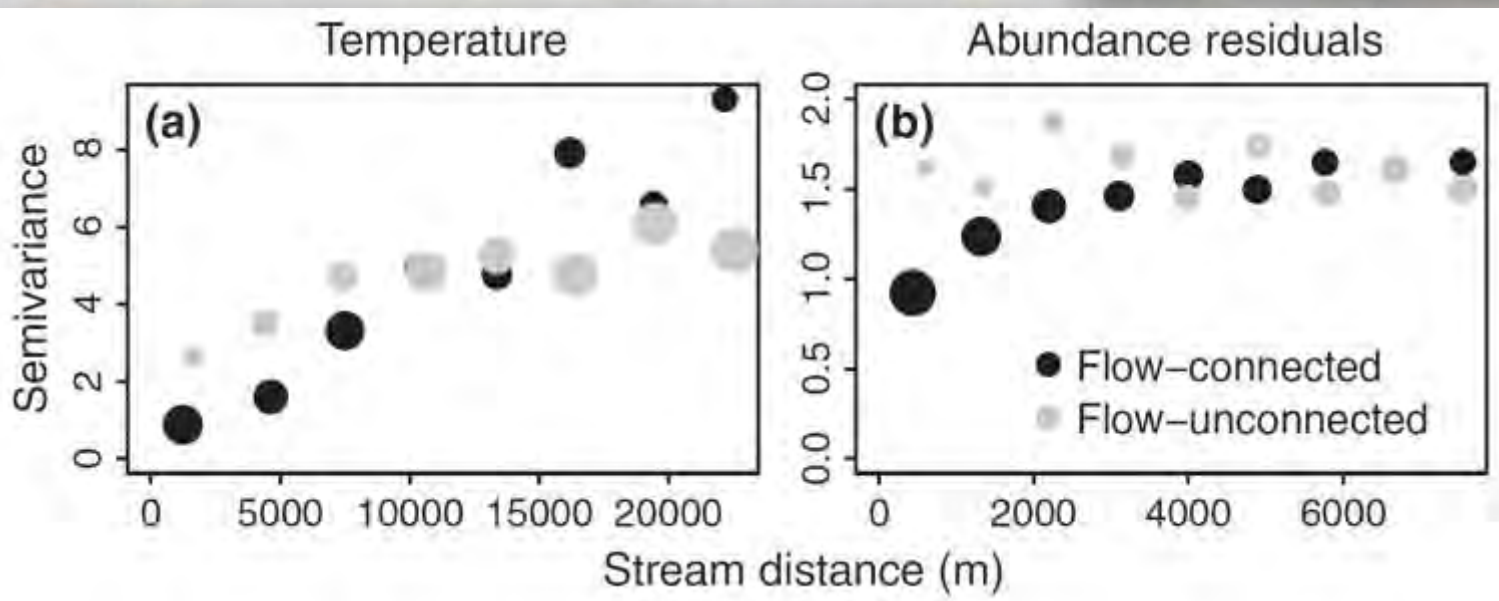 Temperature
Abundance residuals
(a)
(b)
Semivariance
0 2 4 6 8
0.0 0.5 1.0 1.5 2.0
Flow–connected
Flow–unconnected
0 5000 10000 15000 20000
0 2000 4000 6000
Stream distance (m)